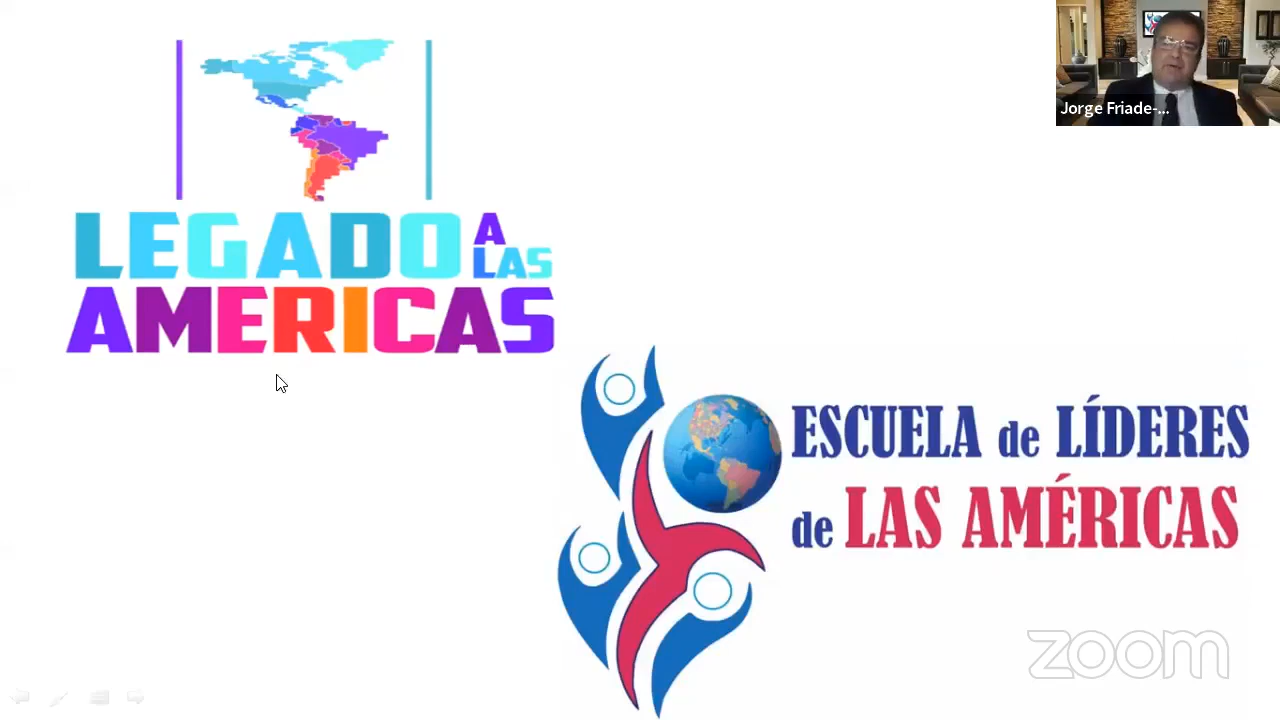 Jorge Friade-...
LEGADO A LAS
AMERICAS
ESCUELA de LÍDERES
de LAS AMÉRICAS
zoom